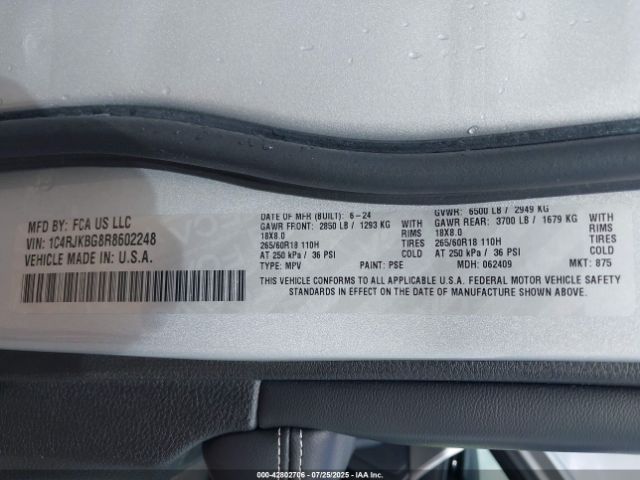 MFD BY: FCA US LLC
VIN: 1C4RJKBG8R8602248
VEHICLE MADE IN U.S.A.
DATE OF MFR (BUILT): 6-24
GAWR FRONT: 2850 LB / 1293 KG
WITH
18X8.0
RIMS
265/60R18 110H
TIRES
AT 250 kPa / 36 PSI
COLD
TYPE: MPV
PAINT: PSE
GVWR: 6500 LB / 2949 KG
GAWR REAR: 3700 LB / 1679 KG
WITH
18X8.0
RIMS
265/60R18 110H
TIRES
AT 250 kPa / 36 PSI
COLD
MDH: 062409
MKT: 875
THIS VEHICLE CONFORMS TO ALL APPLICABLE U.S.A. FEDERAL MOTOR VEHICLE SAFETY
STANDARDS IN EFFECT ON THE DATE OF MANUFACTURE SHOWN ABOVE.
000-42802706 - 07/25/2025 - IAAI, Inc.